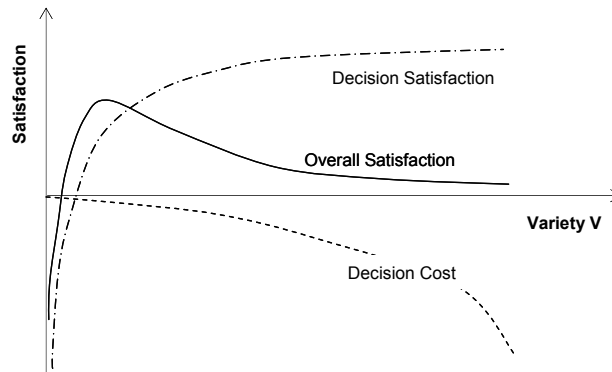 Satisfaction
Decision Satisfaction
Overall Satisfaction
Variety V
Decision Cost